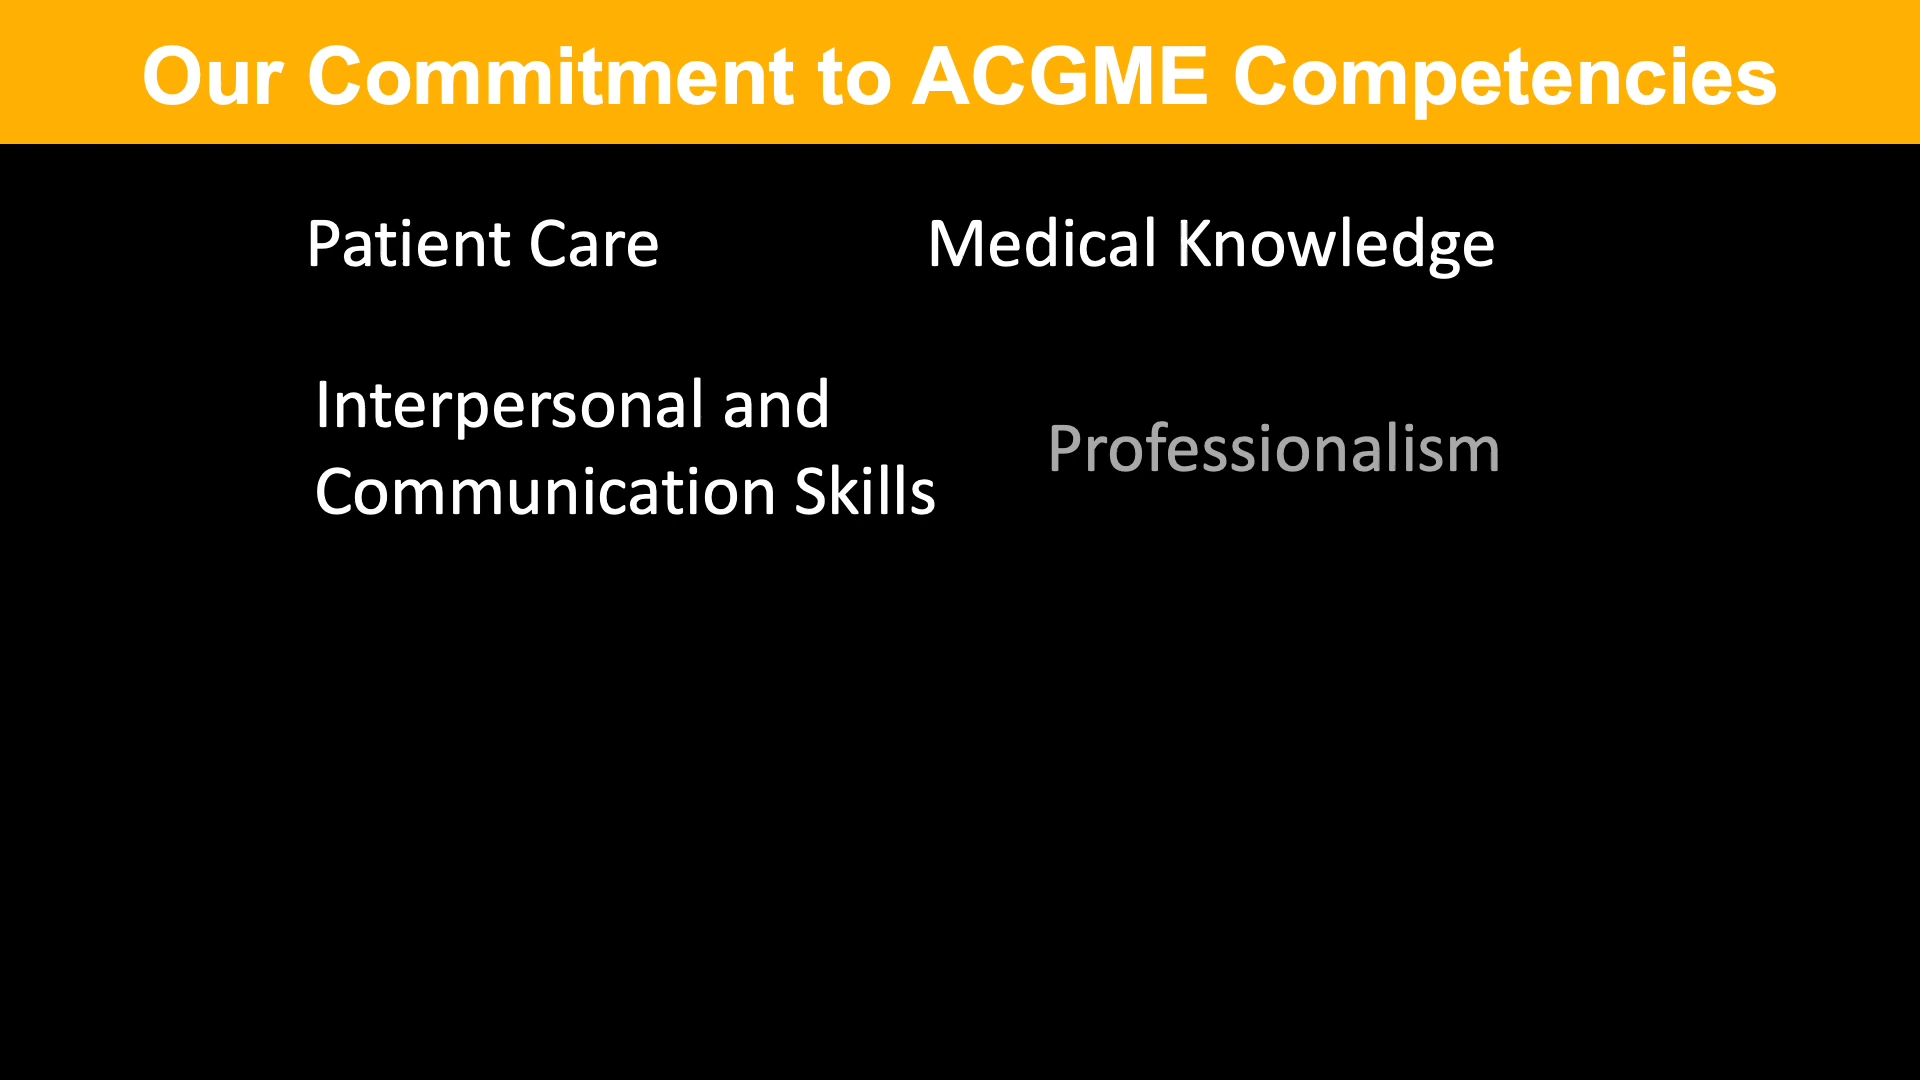 Our Commitment to ACGME Competencies
Patient Care
Medical Knowledge
Interpersonal and
Communication Skills
Professionalism